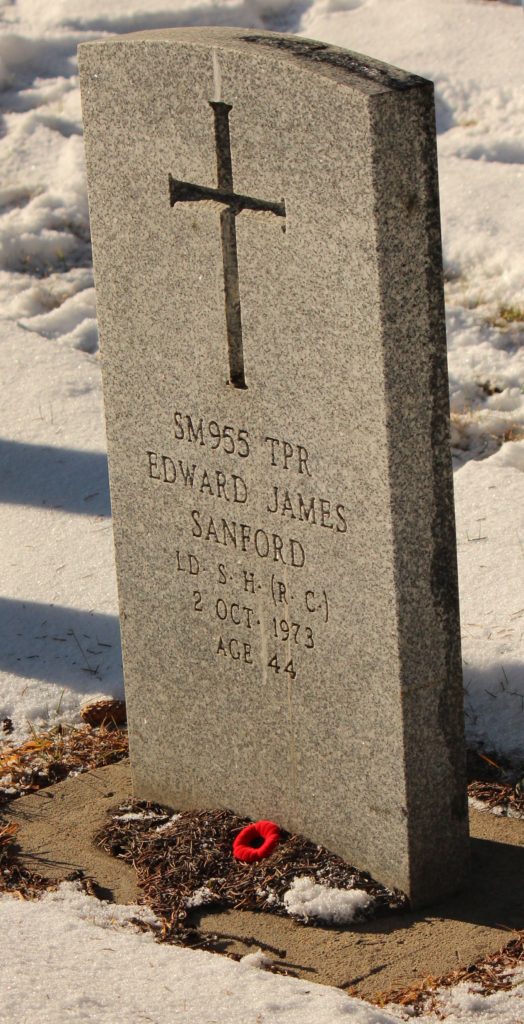 SM955 TPR
EDWARD JAMES
SANFORD
LD. S. H. (R. C.)
2 OCT. 1973
AGE 44